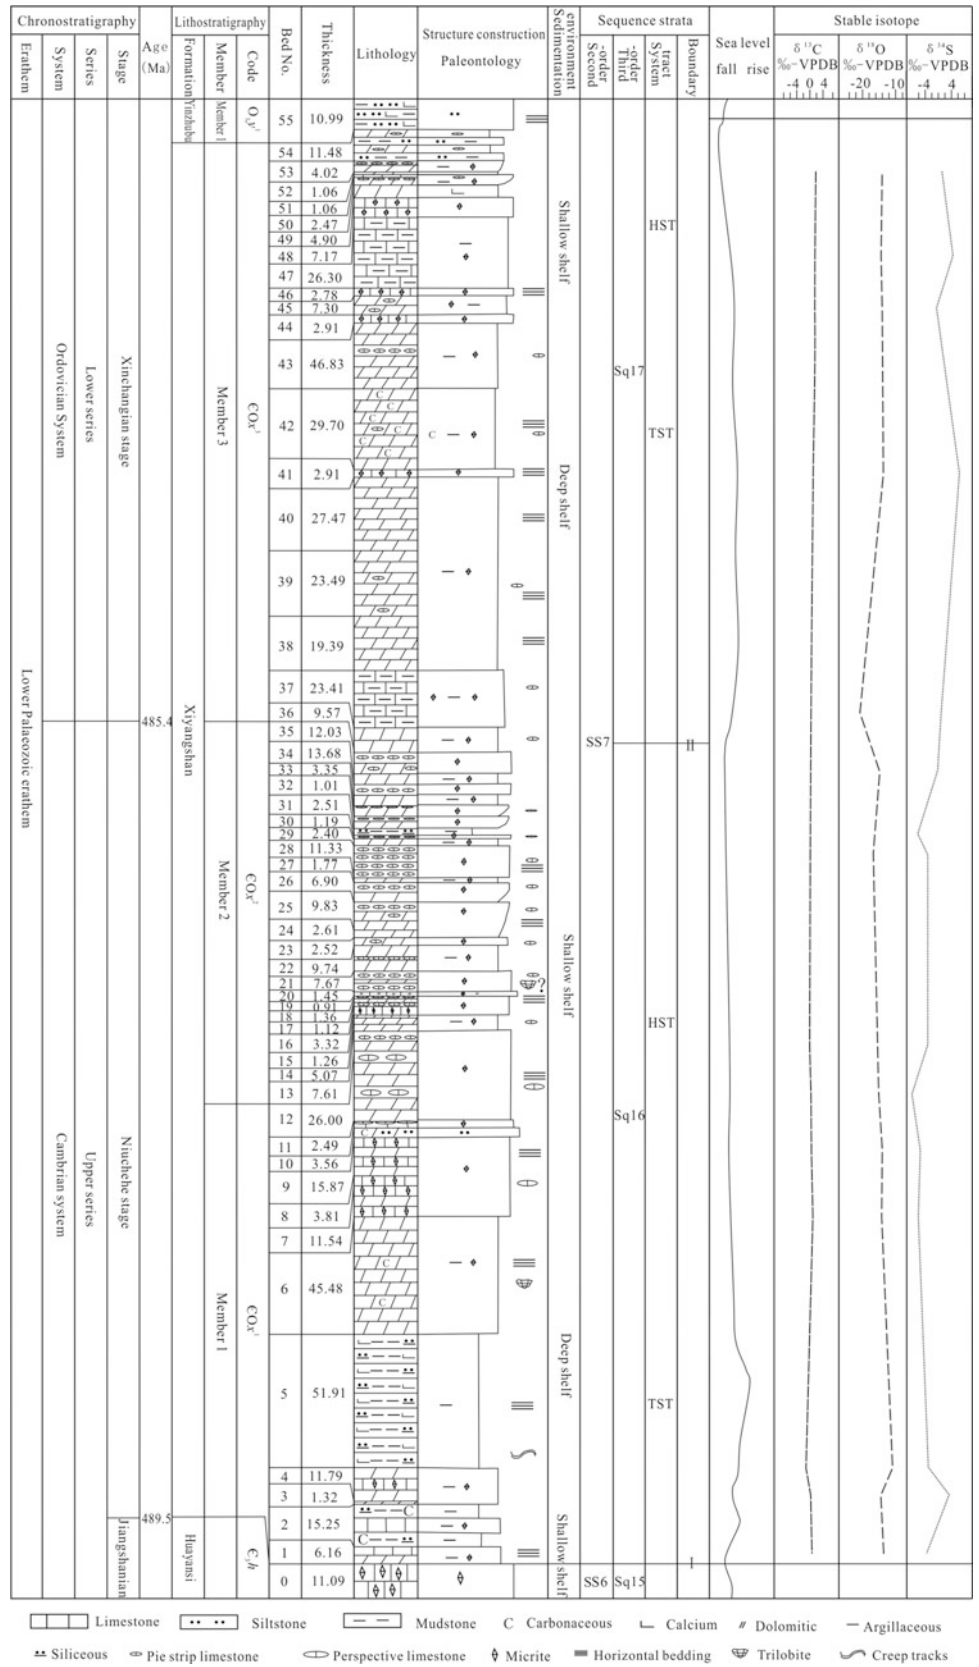 Chronostratigraphy
Lithostratigraphy
Sequence strata
Stable isotope
Erathem
System
Series
Stage
Age (Ma)
Formation
Member
Code
Bed No.
Thickness
Lithology
Structure construction
Paleontology
environment
Sedimentation
-order
Second
-order
Third
tract
System
Boundary
Sea level
fall rise
δ ¹³C
‰-VPDB
-4 0 4
δ ¹⁸O
‰-VPDB
-20 -10
δ ³⁴S
‰-VPDB
-4 4
Lower Palaeozoic erathem
Ordovician System
Cambrian system
Lower series
Upper series
Xinchangian stage
Niuchehe stage
Jiangshanian
485.4
489.5
Yinzhubu
Xiyangshan
Huayansi
Member 1
Member 3
Member 2
Member 1
O₁y¹
ЄOx³
ЄOx²
ЄOx¹
Є₃h
55 10.99
54 11.48
53 4.02
52 1.06
51 1.06
50 2.47
49 4.90
48 7.17
47 26.30
46 2.78
45 7.30
44 2.91
43 46.83
42 29.70
41 2.91
40 27.47
39 23.49
38 19.39
37 23.41
36 9.57
35 12.03
34 13.68
33 3.35
32 1.01
31 2.51
30 1.19
29 2.40
28 11.33
27 1.77
26 6.90
25 9.83
24 2.61
23 2.52
22 9.74
21 7.67
20 1.45
19 0.91
18 1.36
17 1.12
16 3.32
15 1.26
14 5.07
13 7.61
12 26.00
11 2.49
10 3.56
9 15.87
8 3.81
7 11.54
6 45.48
5 51.91
4 11.79
3 1.32
2 15.25
1 6.16
0 11.09
C
C
C
C
C
C
C
C
C
C
C
C
?
Shallow shelf
Deep shelf
Shallow shelf
Deep shelf
Shallow shelf
SS7
SS6
Sq17
Sq16
Sq15
HST
TST
HST
TST
II
I
Limestone Siltstone Mudstone C Carbonaceous Calcium Dolomitic Argillaceous
Siliceous Pie strip limestone Perspective limestone Micrite Horizontal bedding Trilobite Creep tracks